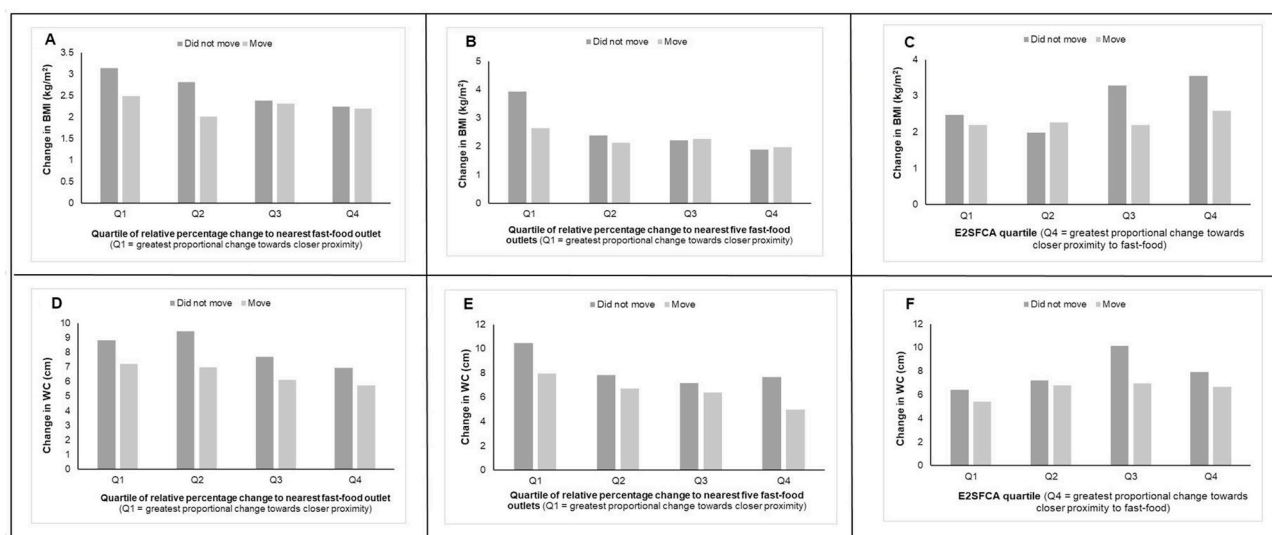 A
Did not move Move
Change in BMI (kg/m²)
3.5
3
2.5
2
1.5
1
0.5
0
Q1 Q2 Q3 Q4
Quartile of relative percentage change to nearest fast-food outlet
(Q1 = greatest proportional change towards closer proximity)
B
Did not move Move
Change in BMI (kg/m²)
5
4
3
2
1
0
Q1 Q2 Q3 Q4
Quartile of relative percentage change to nearest five fast-food
outlets (Q1 = greatest proportional change towards closer proximity)
C
Did not move Move
Change in BMI (kg/m²)
4
3
2
1
0
Q1 Q2 Q3 Q4
E2SFCA quartile (Q4 = greatest proportional change towards
closer proximity to fast-food)
D
Did not move Move
Change in WC (cm)
10
9
8
7
6
5
4
3
2
1
0
Q1 Q2 Q3 Q4
Quartile of relative percentage change to nearest fast-food outlet
(Q1 = greatest proportional change towards closer proximity)
E
Did not move Move
Change in WC (cm)
12
10
8
6
4
2
0
Q1 Q2 Q3 Q4
Quartile of relative percentage change to nearest five fast-food
outlets (Q1 = greatest proportional change towards closer proximity)
F
Did not move Move
Change in WC (cm)
12
10
8
6
4
2
0
Q1 Q2 Q3 Q4
E2SFCA quartile (Q4 = greatest proportional change towards
closer proximity to fast-food)